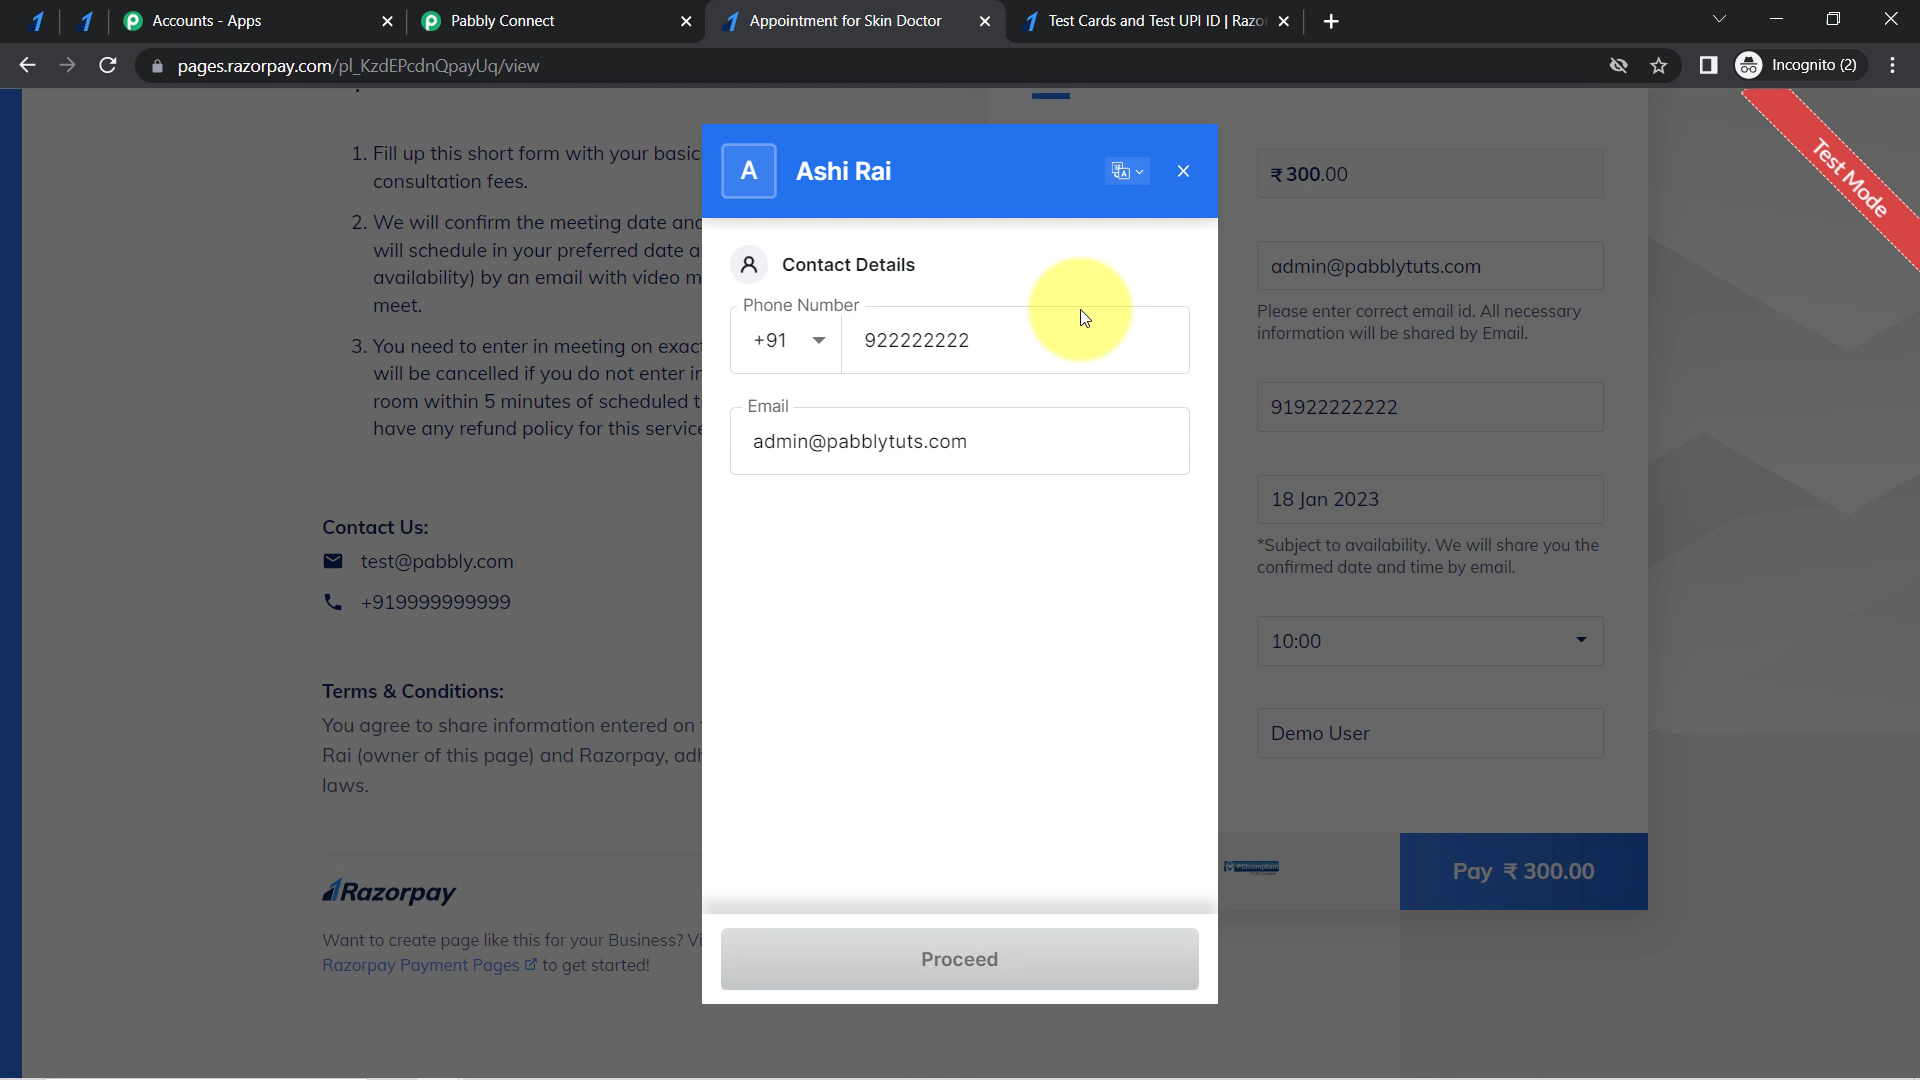 Accounts - Apps
Pabbly Connect
Appointment for Skin Doctor
Test Cards and Test UPI ID | Razo
pages.razorpay.com/pl_KzdEPcdnQpayUq/view
Incognito (2)
Test Mode
A
Ashi Rai
Contact Details
Phone Number
+91
922222222
Email
admin@pabblytuts.com
Proceed
1. Fill up this short form with your basic
consultation fees.
2. We will confirm the meeting date and
will schedule in your preferred date a
availability) by an email with video m
meet.
3. You need to enter in meeting on exac
will be cancelled if you do not enter in
room within 5 minutes of scheduled t
have any refund policy for this service
Contact Us:
test@pabbly.com
+919999999999
Terms & Conditions:
You agree to share information entered on
Rai (owner of this page) and Razorpay, adh
laws.
Razorpay
Want to create page like this for your Business? Vi
Razorpay Payment Pages to get started!
₹300.00
admin@pabblytuts.com
Please enter correct email id. All necessary
information will be shared by Email.
91922222222
18 Jan 2023
*Subject to availability. We will share you the
confirmed date and time by email.
10:00
Demo User
Pay ₹ 300.00